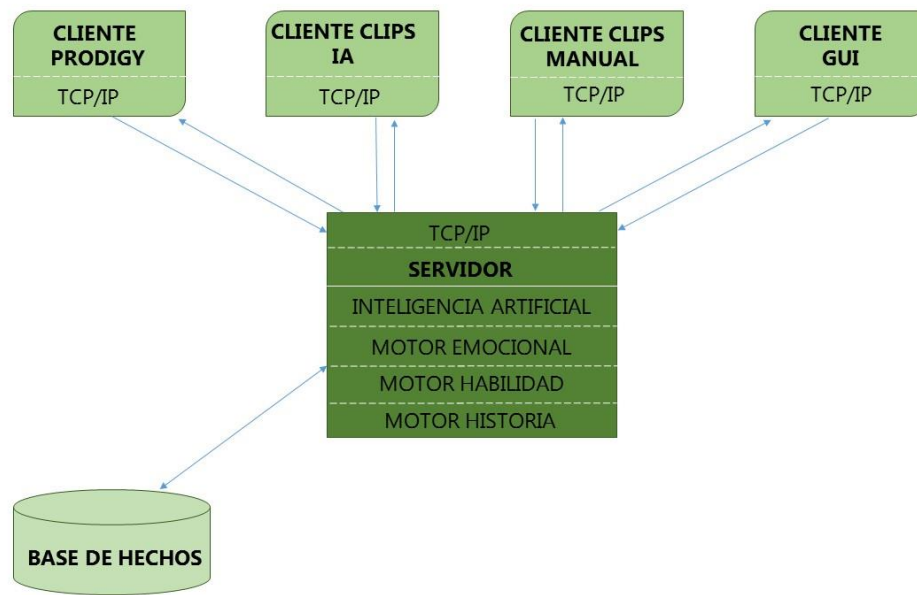 CLIENTE
PRODIGY
TCP/IP
CLIENTE CLIPS
IA
TCP/IP
CLIENTE CLIPS
MANUAL
TCP/IP
CLIENTE
GUI
TCP/IP
TCP/IP
SERVIDOR
INTELIGENCIA ARTIFICIAL
MOTOR EMOCIONAL
MOTOR HABILIDAD
MOTOR HISTORIA
BASE DE HECHOS